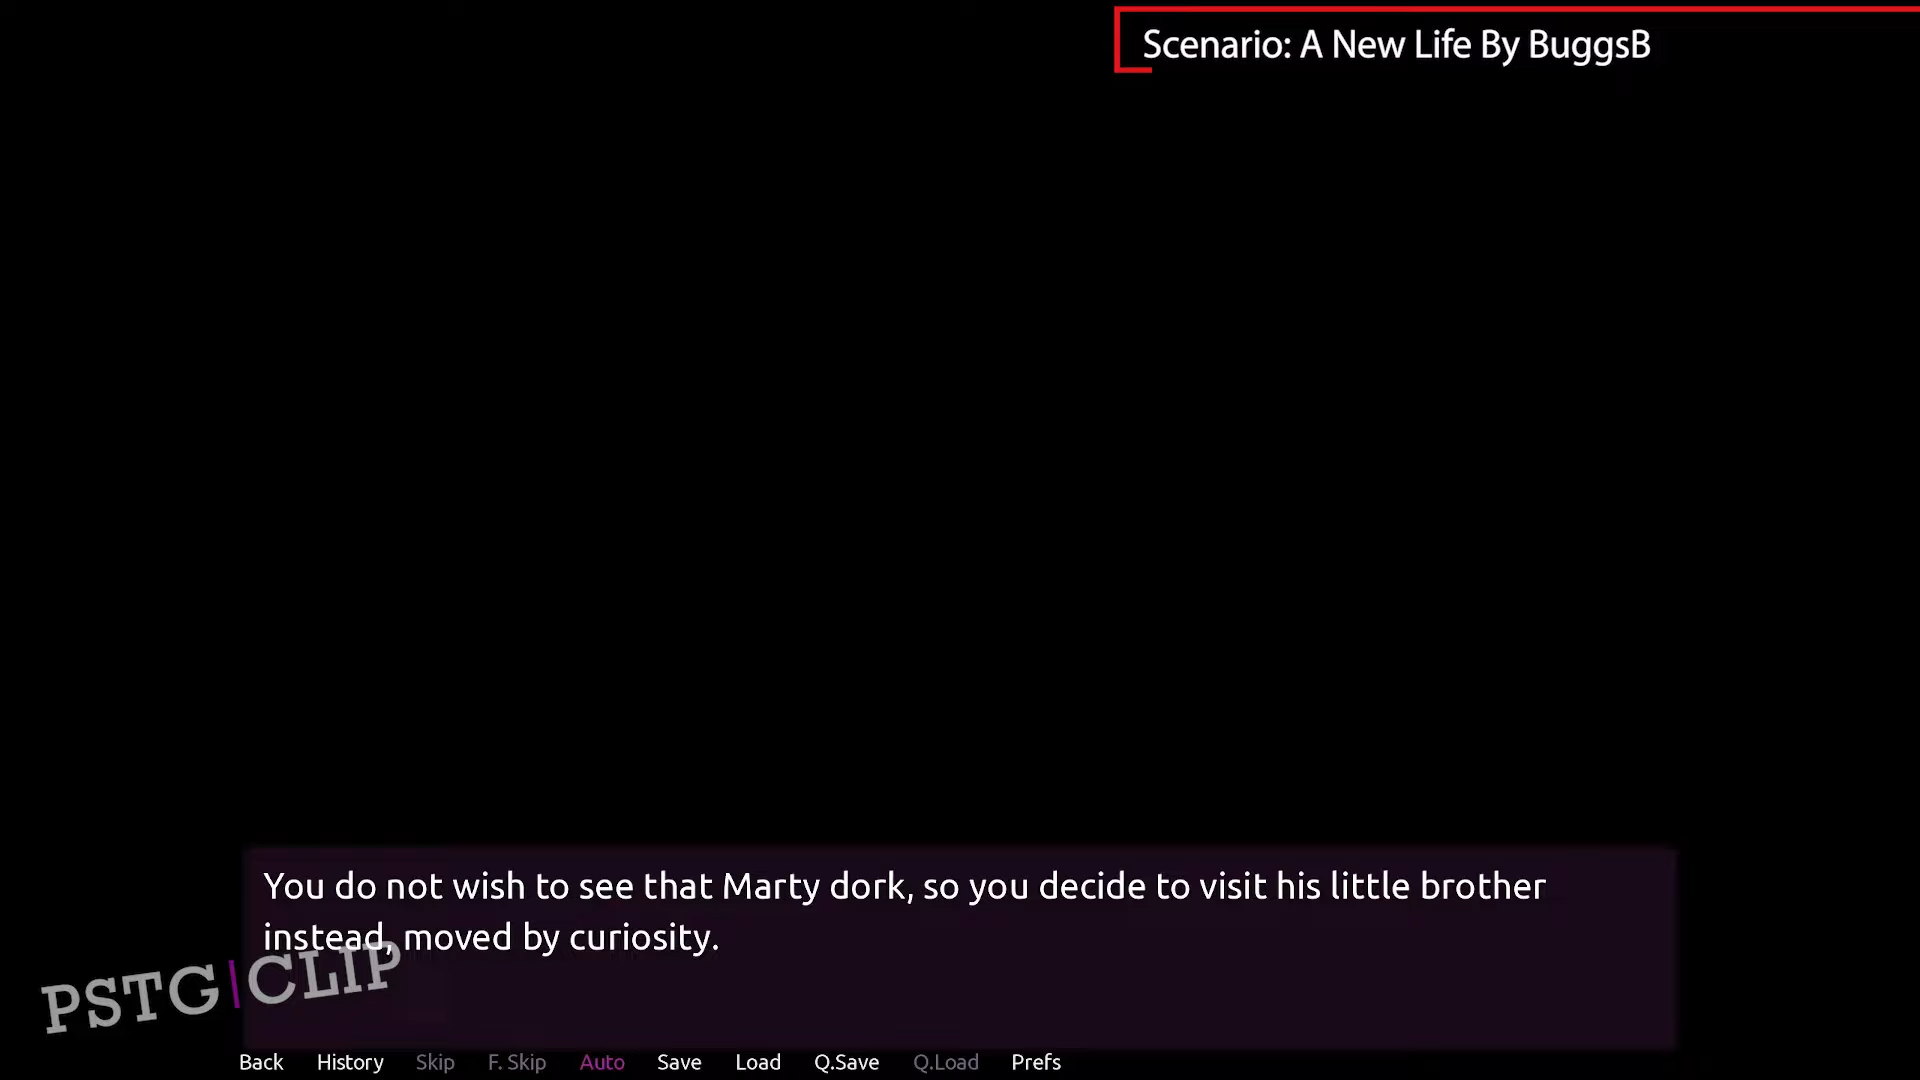 Scenario: A New Life By BuggsB
You do not wish to see that Marty dork, so you decide to visit his little brother
instead, moved by curiosity.
PSTG|CLIP
Back History Skip F. Skip Auto Save Load Q.Save Q.Load Prefs